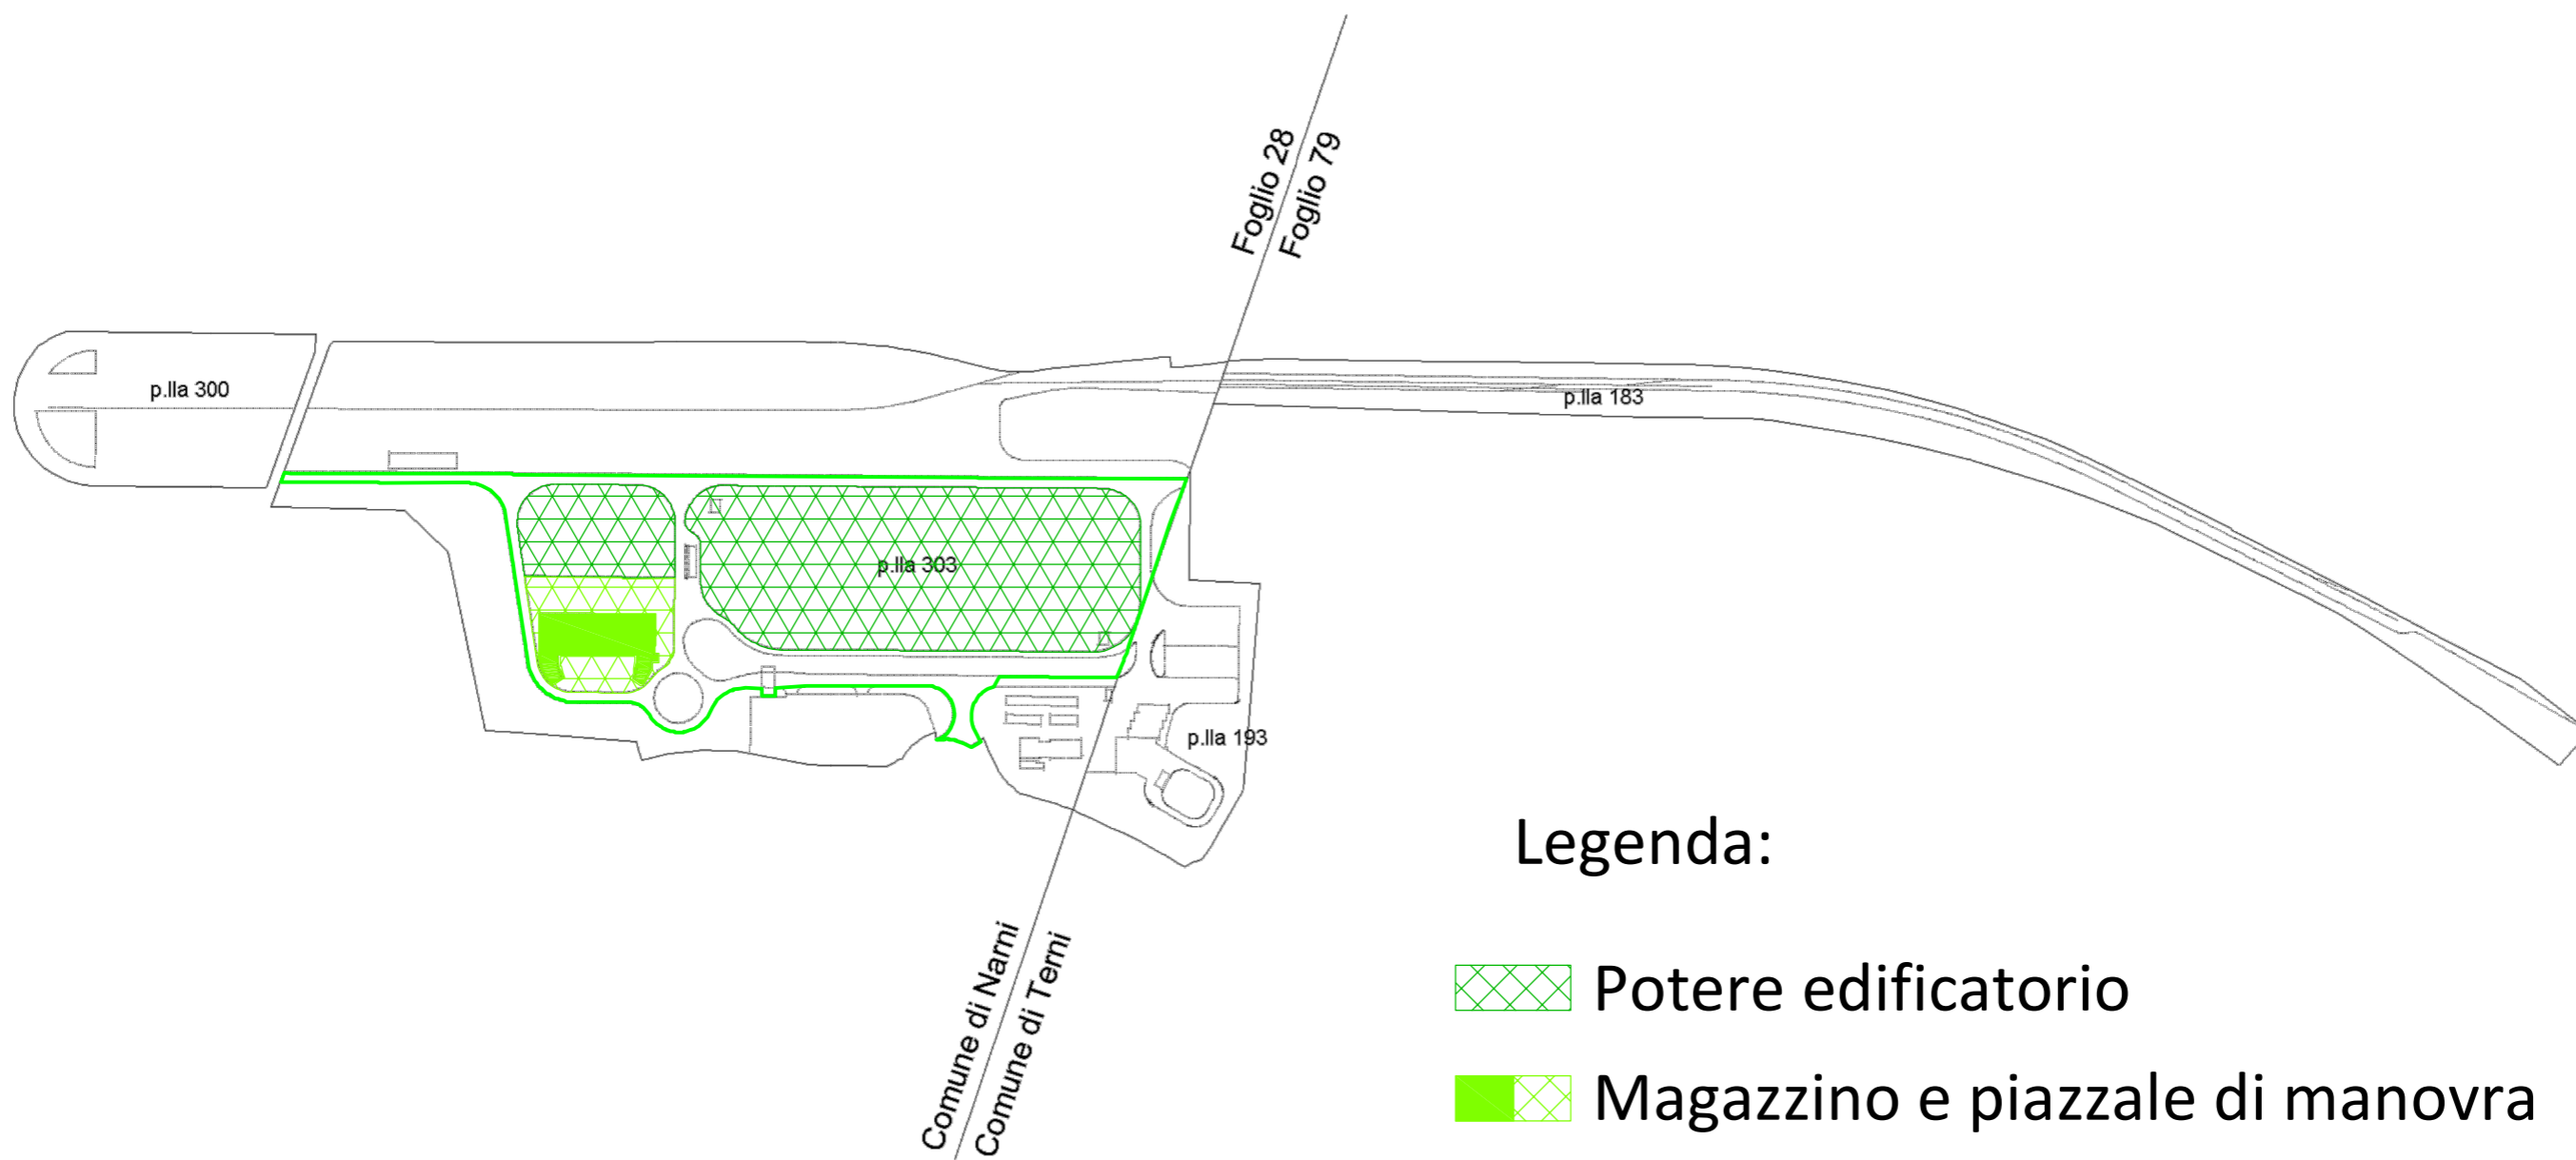 Foglio 28
Foglio 79
p.lla 300
p.lla 183
p.lla 303
p.lla 193
Comune di Narni
Comune di Terni
Legenda:
Potere edificatorio
Magazzino e piazzale di manovra